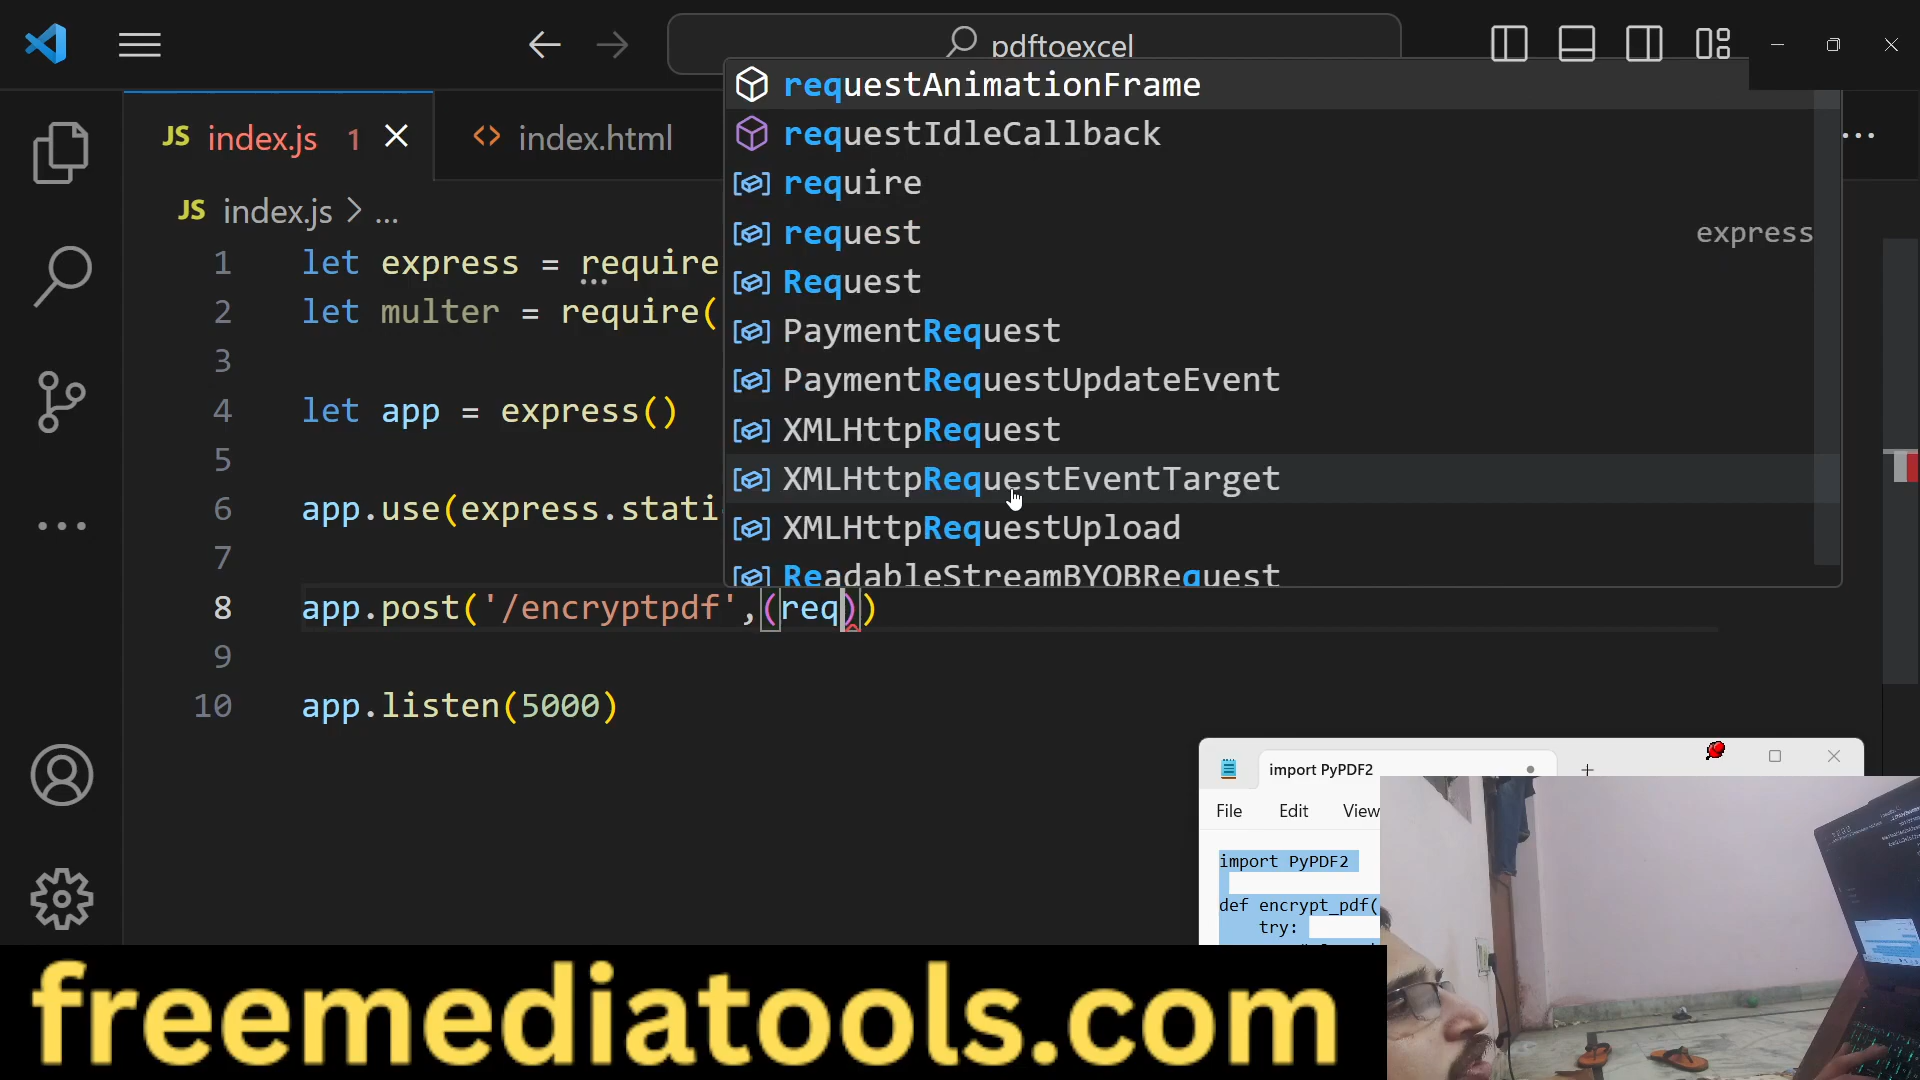 pdftoexcel
JS index.js 1
<> index.html
JS index.js > ...
requestAnimationFrame
requestIdleCallback
require
request express
Request
PaymentRequest
PaymentRequestUpdateEvent
XMLHttpRequest
XMLHttpRequestEventTarget
XMLHttpRequestUpload
ReadableStreamBYOBRequest
1 let express = require
2 let multer = require(
3
4 let app = express()
5
6 app.use(express.stati
7
8 app.post('/encryptpdf',(req))
9
10 app.listen(5000)
import PyPDF2
File Edit View
import PyPDF2
def encrypt_pdf(
try:
freemediatools.com